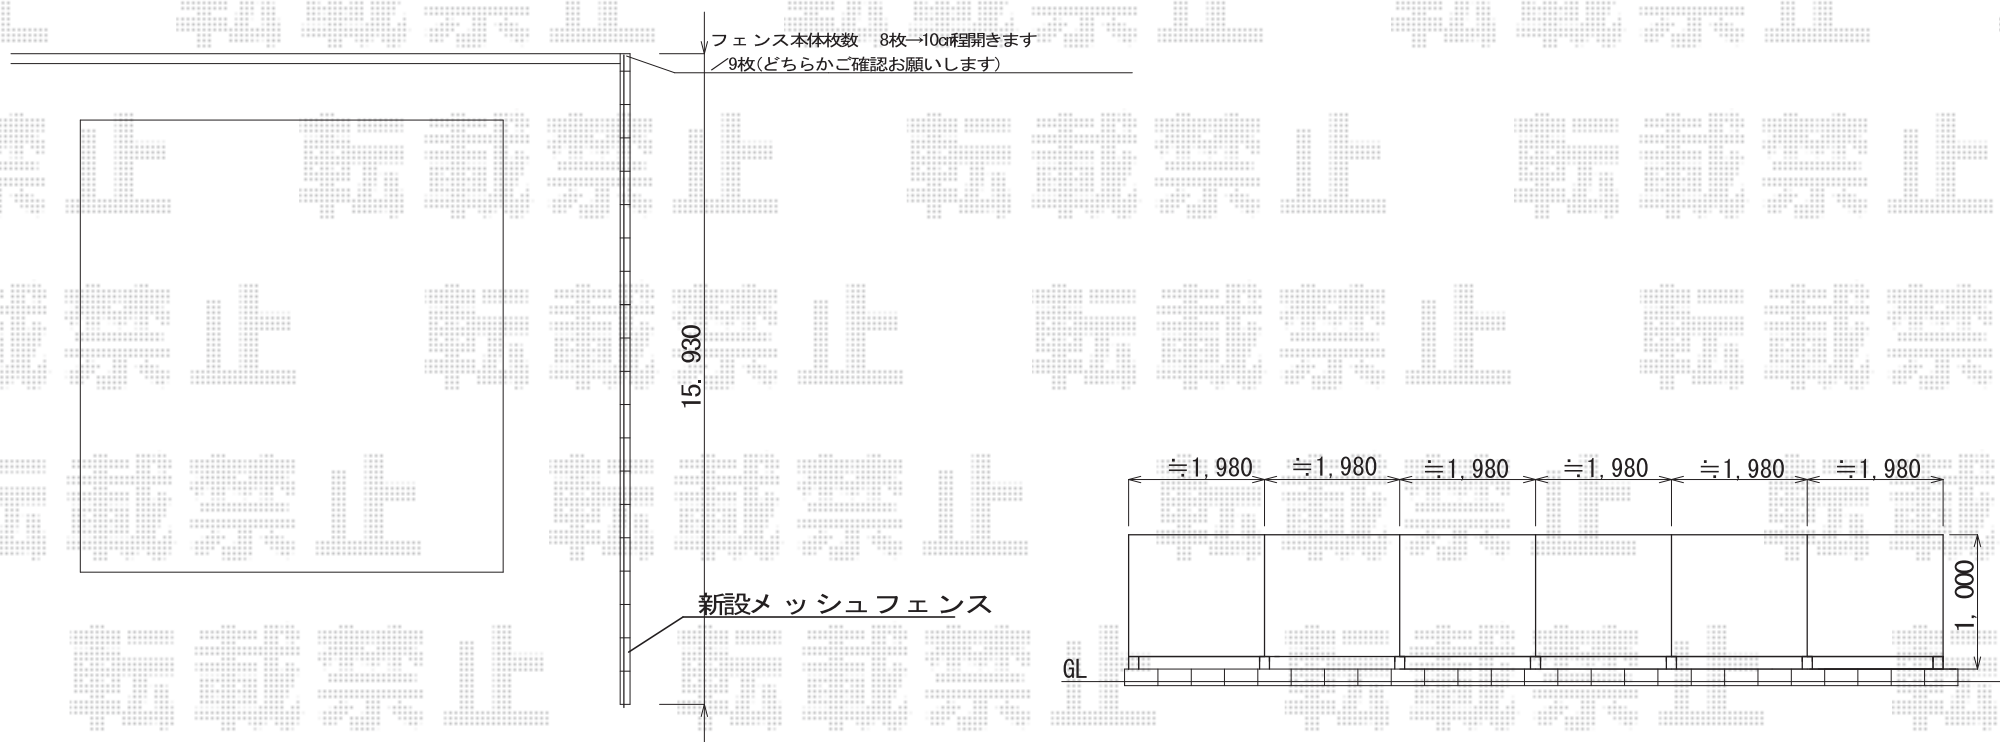 フェンス本体枚数 8枚→10㎝程開きます
／9枚(どちらかご確認お願いします)
15.930
新設メッシュフェンス
≒1,980 ≒1,980 ≒1,980 ≒1,980 ≒1,980 ≒1,980
1,000
GL
転載禁止